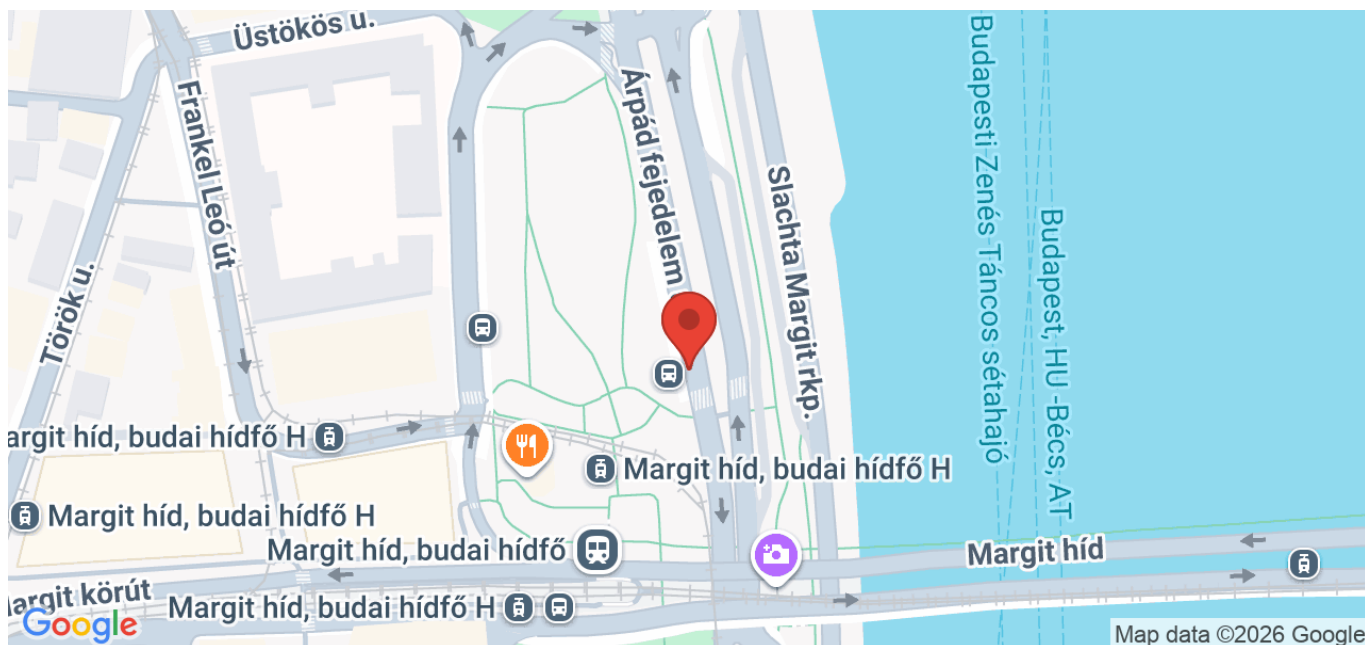 Üstökös u.
Frankel Leó út
Török u.
Árpád fejedelem
Slachta Margit rkp.
Budapesti Zenés Táncos sétahajó
Budapest, HU -Bécs, AT
argit híd, budai hídfő H
Margit híd, budai hídfő H
Margit híd, budai hídfő H
Margit híd, budai hídfő
Margit híd
argit körút
Margit híd, budai hídfő H
Google
Map data ©2026 Google